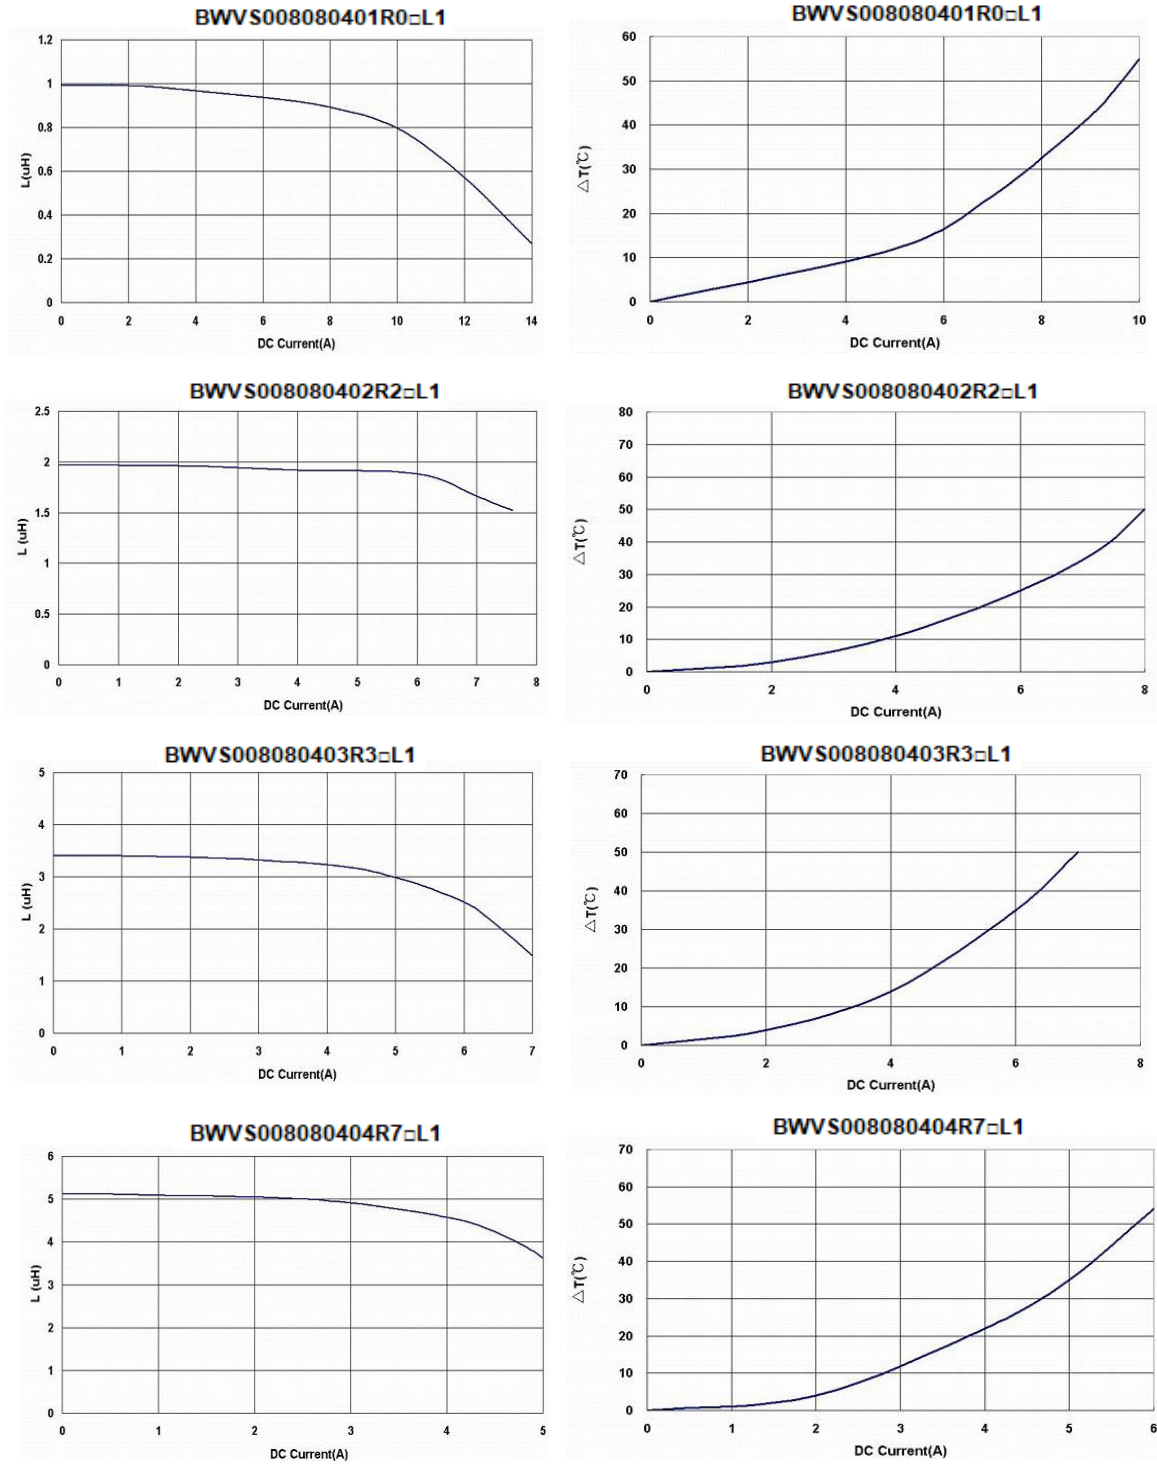 BWVS008080401R0□L1
1.2
1
0.8
0.6
0.4
0.2
0
L(uH)
0 2 4 6 8 10 12 14
DC Current(A)
BWVS008080401R0□L1
60
50
40
30
20
10
0
△T(℃)
0 2 4 6 8 10
DC Current(A)
BWVS008080402R2□L1
2.5
2
1.5
1
0.5
0
L (uH)
0 1 2 3 4 5 6 7 8
DC Current(A)
BWVS008080402R2□L1
80
70
60
50
40
30
20
10
0
△T(℃)
0 2 4 6 8
DC Current(A)
BWVS008080403R3□L1
5
4
3
2
1
0
L (uH)
0 1 2 3 4 5 6 7
DC Current(A)
BWVS008080403R3□L1
70
60
50
40
30
20
10
0
△T(℃)
0 2 4 6 8
DC Current(A)
BWVS008080404R7□L1
6
5
4
3
2
1
0
L (uH)
0 1 2 3 4 5
DC Current(A)
BWVS008080404R7□L1
70
60
50
40
30
20
10
0
△T(℃)
0 1 2 3 4 5 6
DC Current(A)